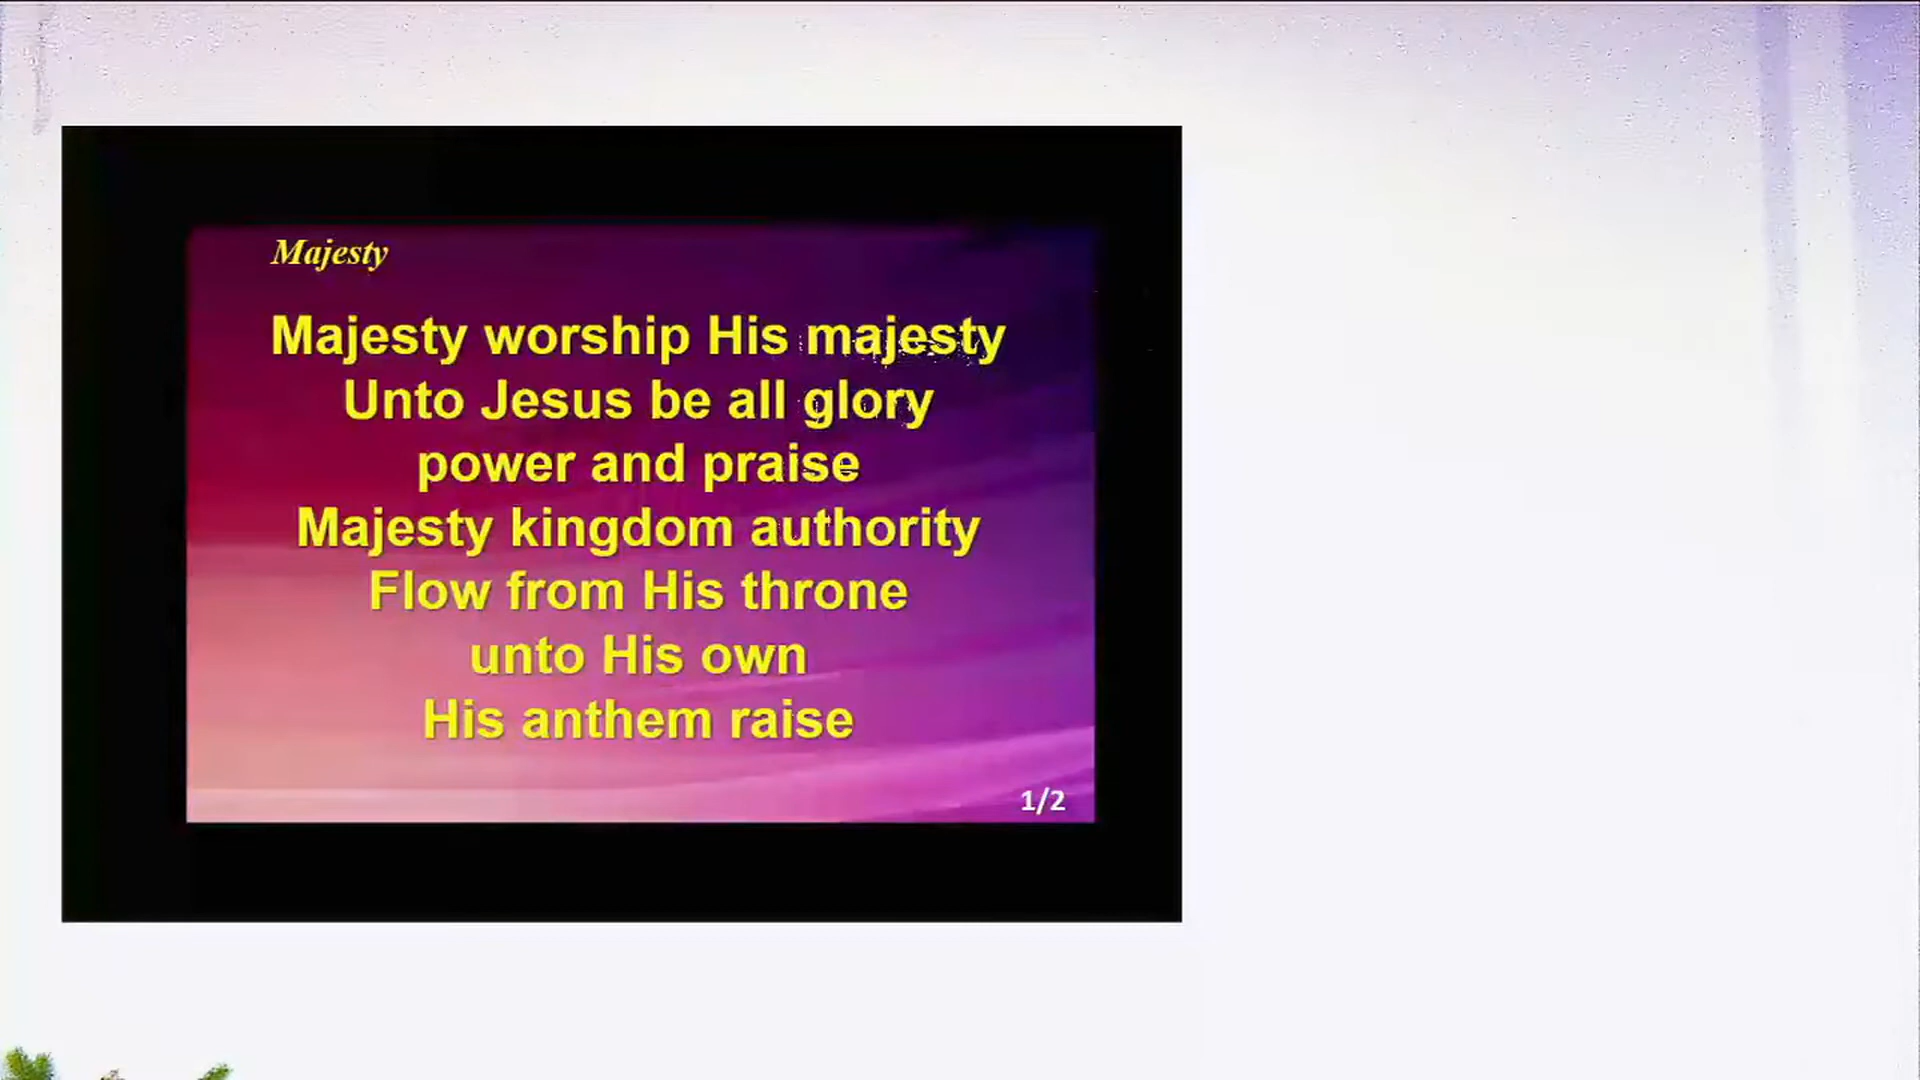 Majesty
Majesty worship His majesty
Unto Jesus be all glory
power and praise
Majesty kingdom authority
Flow from His throne
unto His own
His anthem raise
1/2